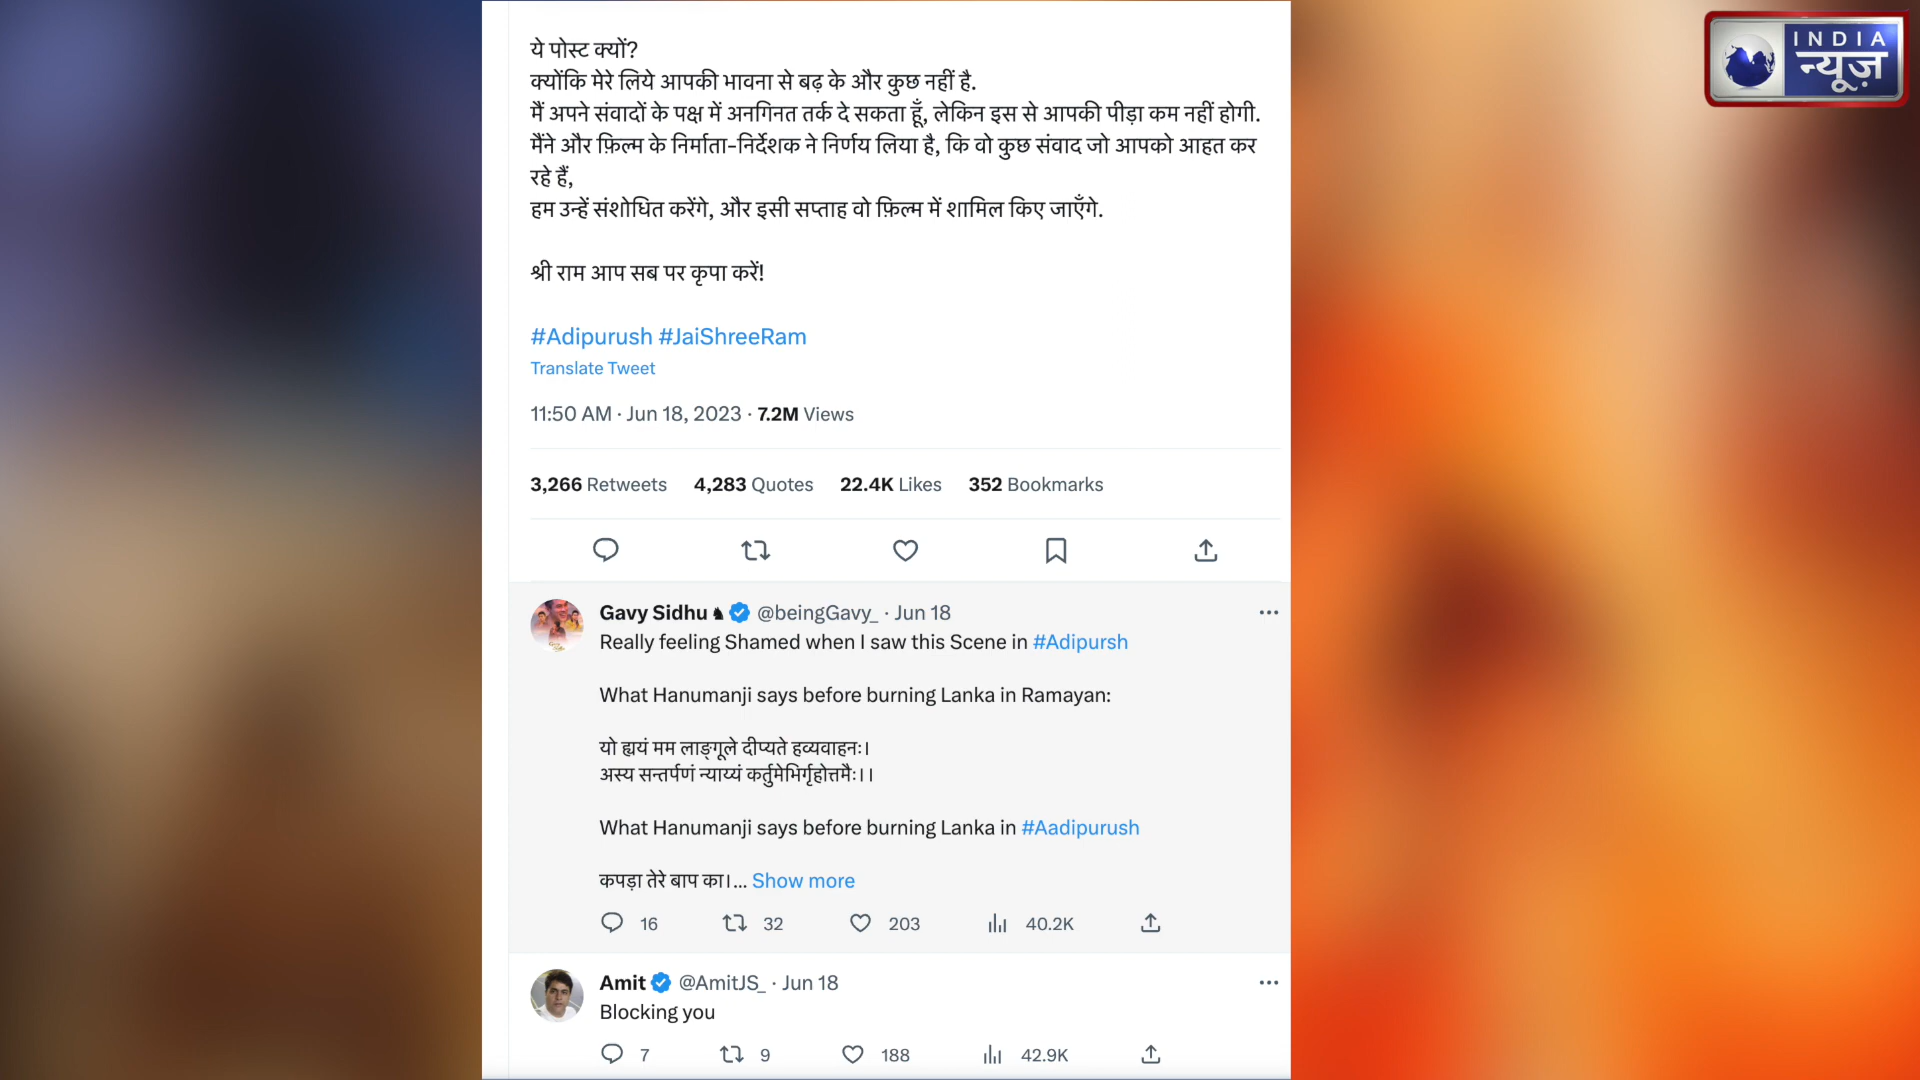 ये पोस्ट क्यों?
क्योंकि मेरे लिये आपकी भावना से बढ़ के और कुछ नहीं है.
मैं अपने संवादों के पक्ष में अनगिनत तर्क दे सकता हूँ, लेकिन इस से आपकी पीड़ा कम नहीं होगी.
मैंने और फ़िल्म के निर्माता-निर्देशक ने निर्णय लिया है, कि वो कुछ संवाद जो आपको आहत कर
रहे हैं,
हम उन्हें संशोधित करेंगे, और इसी सप्ताह वो फ़िल्म में शामिल किए जाएँगे.
श्री राम आप सब पर कृपा करें!
#Adipurush #JaiShreeRam
Translate Tweet
11:50 AM · Jun 18, 2023 · 7.2M Views
3,266 Retweets 4,283 Quotes 22.4K Likes 352 Bookmarks
Gavy Sidhu @beingGavy_ · Jun 18
Really feeling Shamed when I saw this Scene in #Adipursh
What Hanumanji says before burning Lanka in Ramayan:
यो ह्ययं मम लाङ्गूले दीप्यते हव्यवाहनः।
अस्य सन्तर्पणं न्याय्यं कर्तुमेभिर्गृहोत्तमैः।।
What Hanumanji says before burning Lanka in #Aadipurush
कपड़ा तेरे बाप का।... Show more
16 32 203 40.2K
Amit @AmitJS_ · Jun 18
Blocking you
7 9 188 42.9K
INDIA
न्यूज़